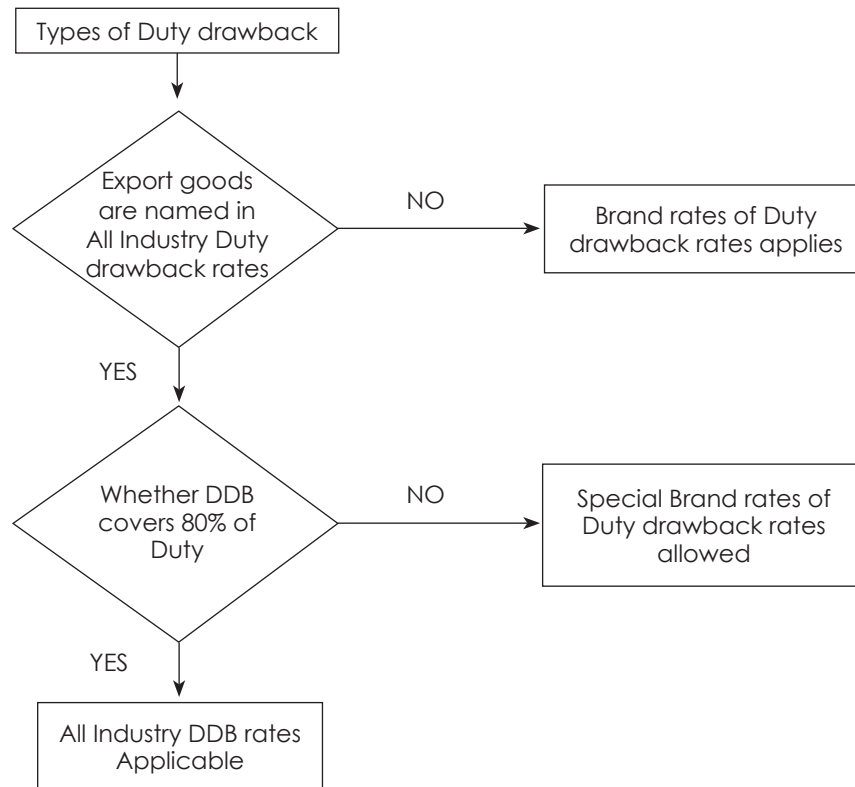 Types of Duty drawback
Export goods
are named in
All Industry Duty
drawback rates
NO
Brand rates of Duty
drawback rates applies
YES
Whether DDB
covers 80% of
Duty
NO
Special Brand rates of
Duty drawback rates
allowed
YES
All Industry DDB rates
Applicable